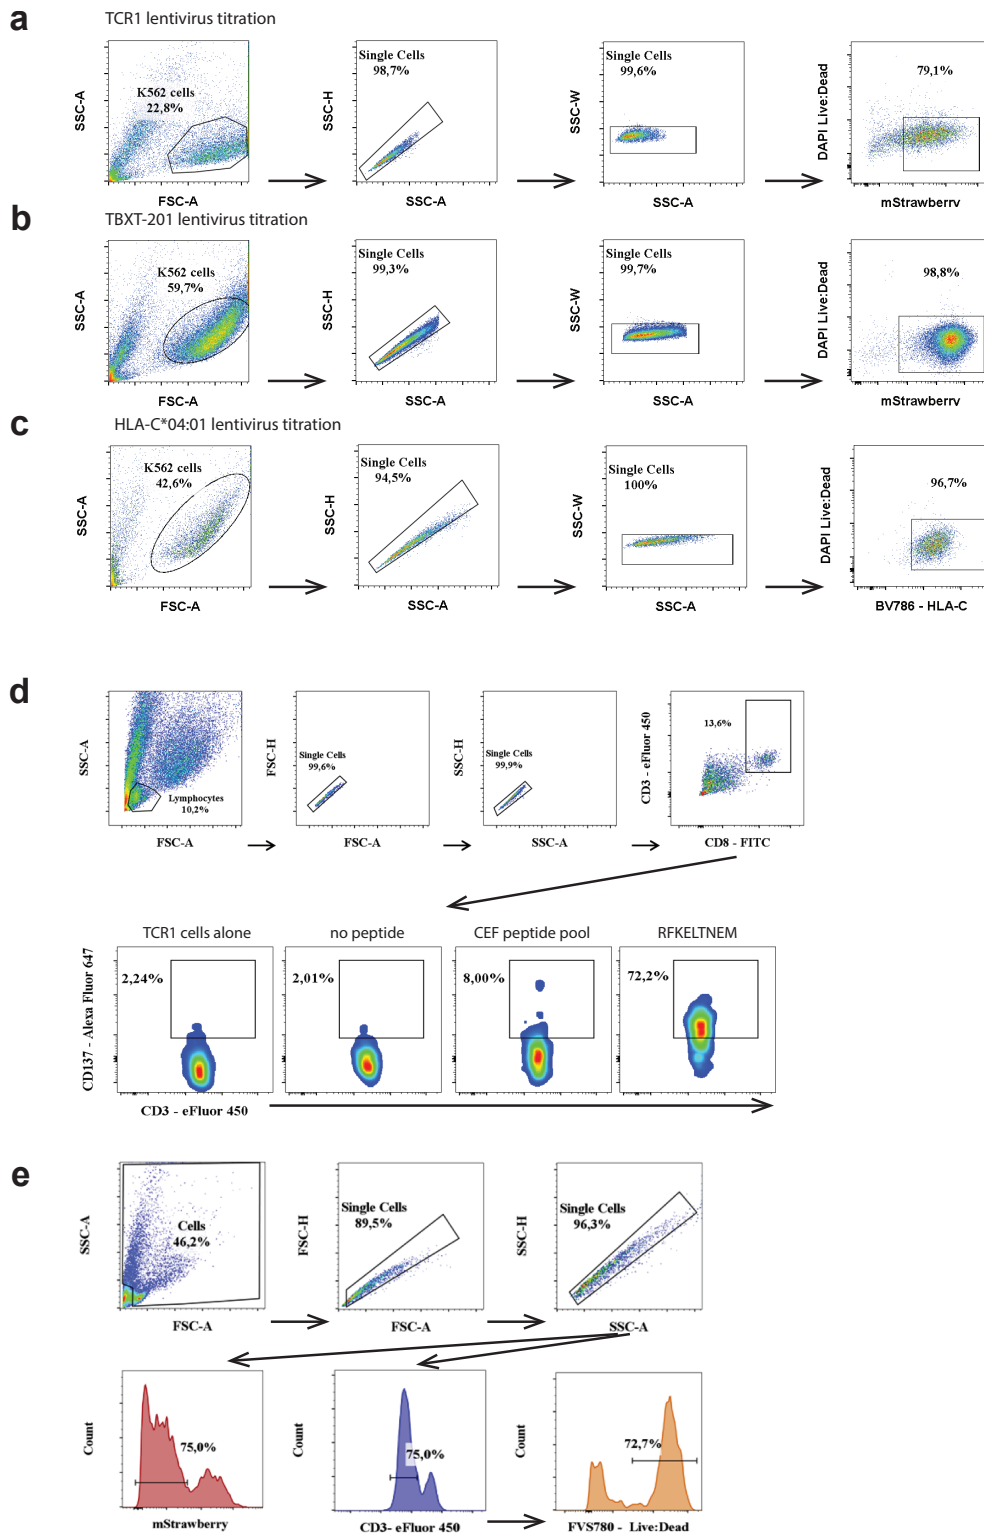 a
TCR1 lentivirus titration
SSC-A
K562 cells
22,8%
FSC-A
SSC-H
Single Cells
98,7%
SSC-A
SSC-W
Single Cells
99,6%
SSC-A
DAPI Live:Dead
79,1%
mStrawberry
b
TBXT-201 lentivirus titration
SSC-A
K562 cells
59,7%
FSC-A
SSC-H
Single Cells
99,3%
SSC-A
SSC-W
Single Cells
99,7%
SSC-A
DAPI Live:Dead
98,8%
mStrawberry
c
HLA-C*04:01 lentivirus titration
SSC-A
K562 cells
42,6%
FSC-A
SSC-H
Single Cells
94,5%
SSC-A
SSC-W
Single Cells
100%
SSC-A
DAPI Live:Dead
96,7%
BV786 - HLA-C
d
SSC-A
Lymphocytes
10,2%
FSC-A
FSC-H
Single Cells
99,6%
FSC-A
SSC-H
Single Cells
99,9%
SSC-A
CD3 - eFluor 450
13,6%
CD8 - FITC
TCR1 cells alone
no peptide
CEF peptide pool
RFKELTNEM
CD137 - Alexa Fluor 647
2,24%
2,01%
8,00%
72,2%
CD3 - eFluor 450
e
SSC-A
Cells
46,2%
FSC-A
FSC-H
Single Cells
89,5%
FSC-A
SSC-H
Single Cells
96,3%
SSC-A
Count
75,0%
mStrawberry
Count
75,0%
CD3- eFluor 450
Count
72,7%
FVS780 - Live:Dead